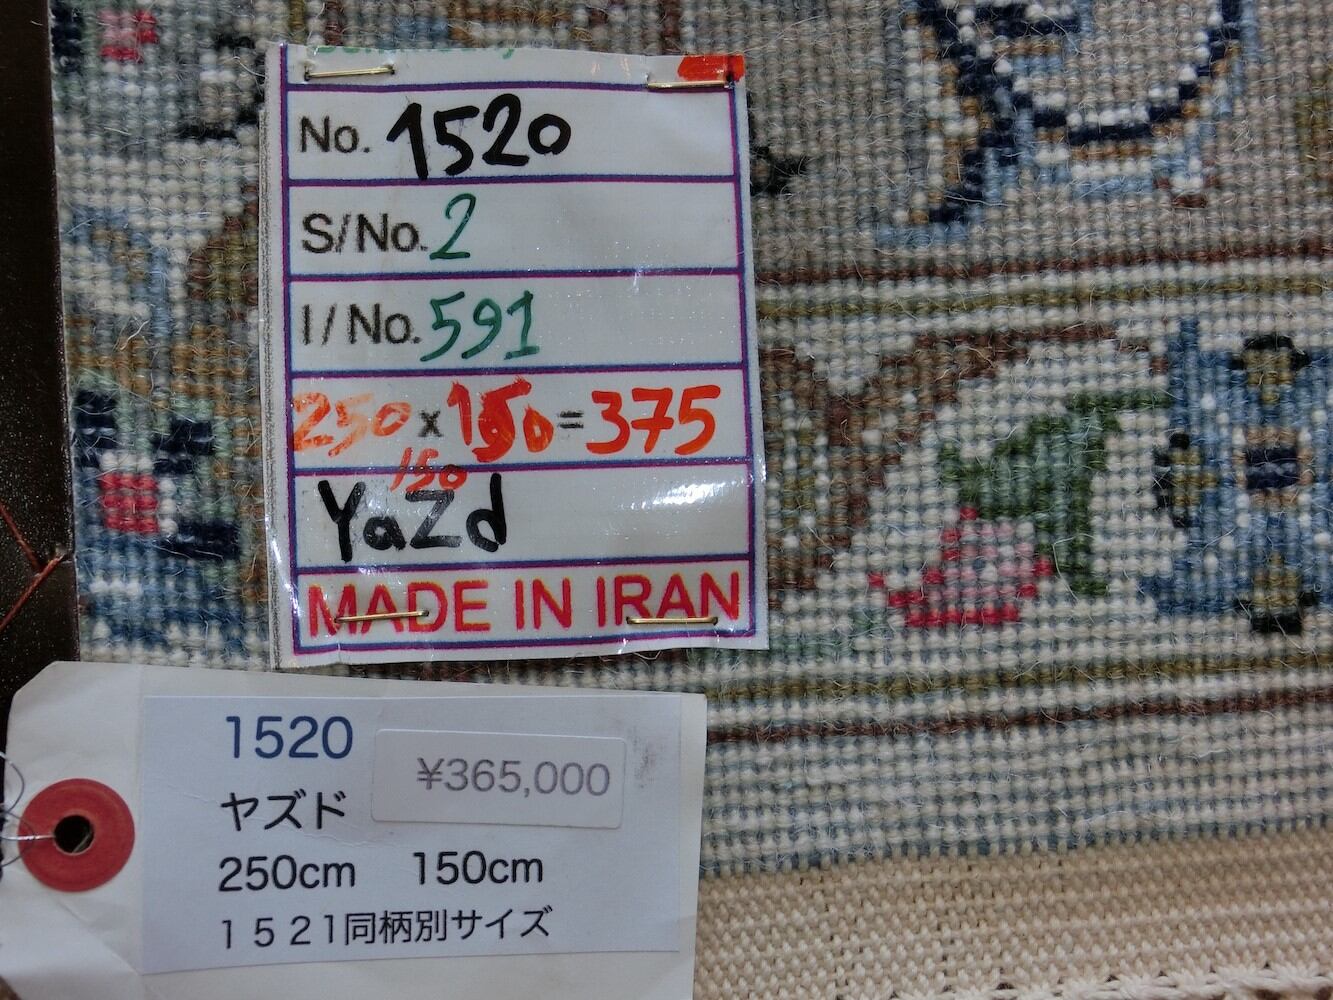 No. 1520
S/No. 2
I/No. 591
250 x 150 = 375
150
YaZd
MADE IN IRAN
1520
¥365,000
ヤズド
250cm 150cm
１５２１同柄別サイズ